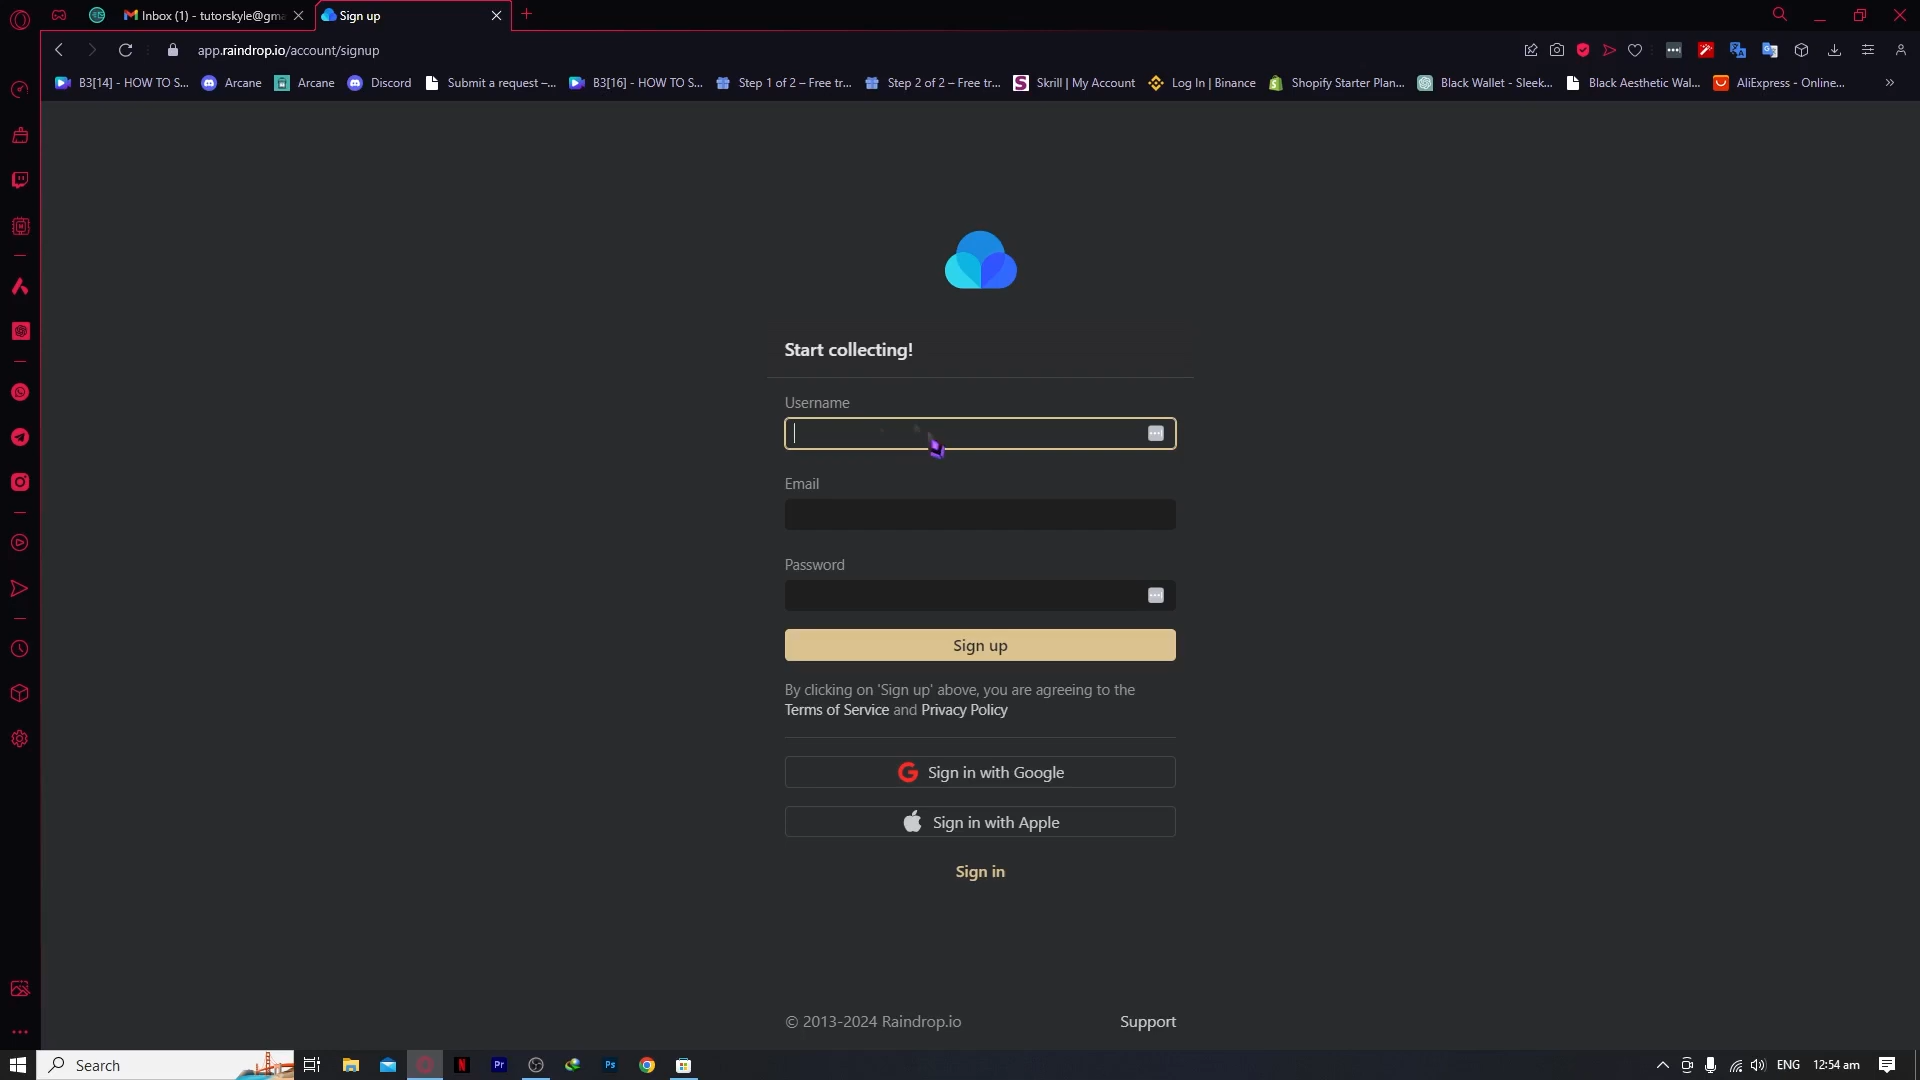 Inbox (1) - tutorskyle@gma
Sign up
app.raindrop.io/account/signup
B3[14] - HOW TO S...
Arcane
Arcane
Discord
Submit a request –...
B3[16] - HOW TO S...
Step 1 of 2 – Free tr...
Step 2 of 2 – Free tr...
Skrill | My Account
Log In | Binance
Shopify Starter Plan...
Black Wallet - Sleek...
Black Aesthetic Wal...
AliExpress - Online...
Start collecting!
Username
Email
Password
Sign up
By clicking on 'Sign up' above, you are agreeing to the
Terms of Service and Privacy Policy
Sign in with Google
Sign in with Apple
Sign in
© 2013-2024 Raindrop.io
Support
Search
Pr
Ps
ENG
12:54 am